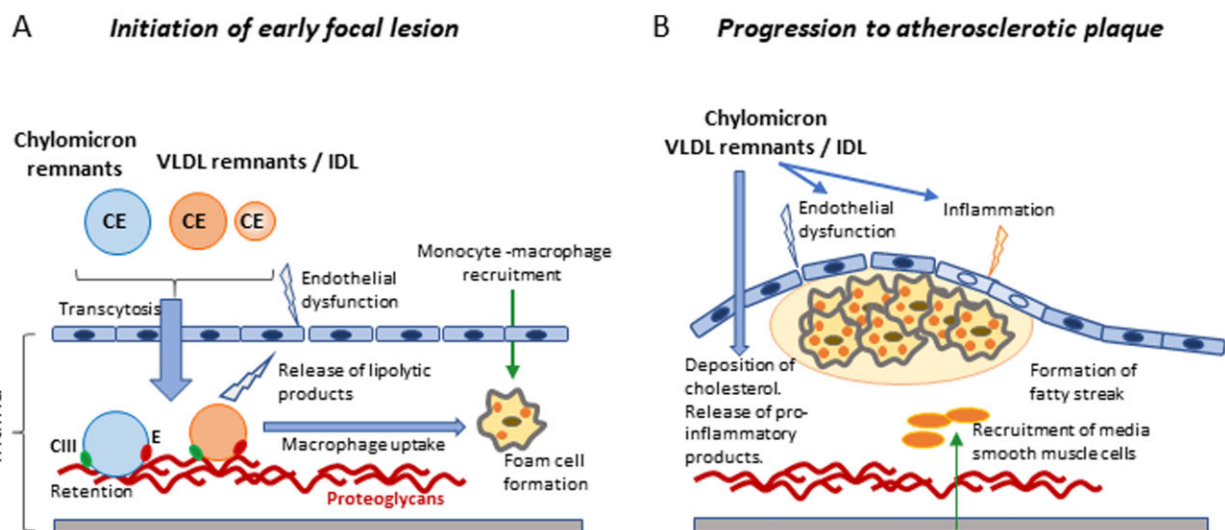 A
Initiation of early focal lesion
Chylomicron
remnants
VLDL remnants / IDL
CE
CE
CE
Monocyte -macrophage
recruitment
Endothelial
dysfunction
Transcytosis
Release of lipolytic
products
CIII
E
Macrophage uptake
Retention
Proteoglycans
Foam cell
formation
B
Progression to atherosclerotic plaque
Chylomicron
VLDL remnants / IDL
Endothelial
dysfunction
Inflammation
Deposition of
cholesterol.
Release of pro-
inflammatory
products.
Formation of
fatty streak
Recruitment of media
smooth muscle cells